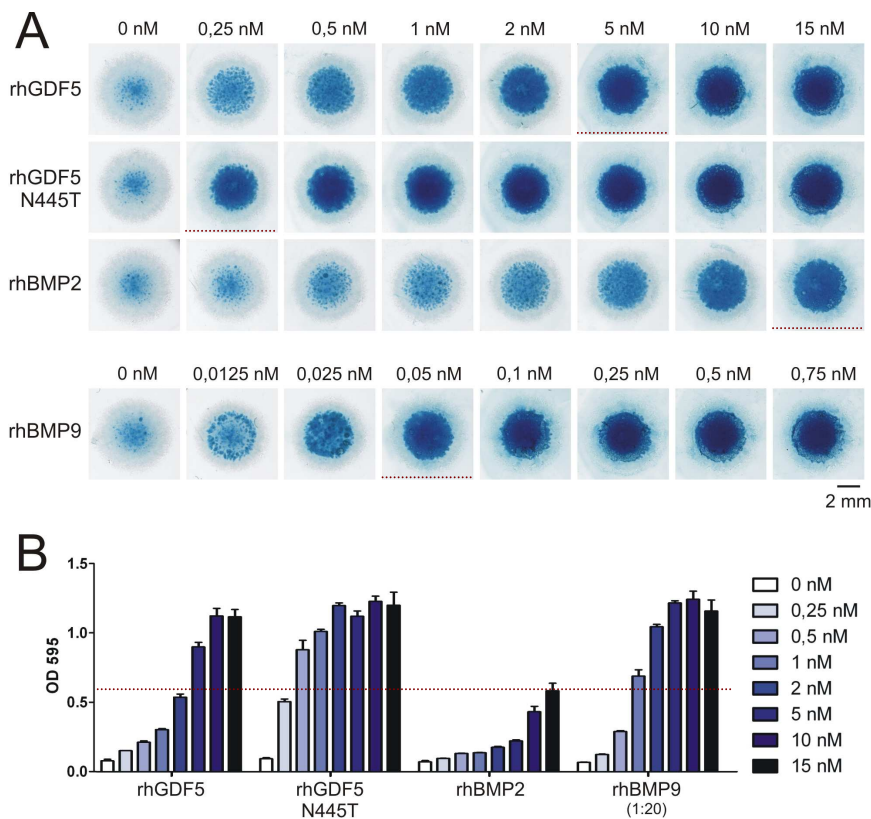 A
0 nM 0,25 nM 0,5 nM 1 nM 2 nM 5 nM 10 nM 15 nM
rhGDF5
rhGDF5
N445T
rhBMP2
0 nM 0,0125 nM 0,025 nM 0,05 nM 0,1 nM 0,25 nM 0,5 nM 0,75 nM
rhBMP9
2 mm
B
1.5
1.0
0.5
0.0
OD 595
rhGDF5 rhGDF5 rhBMP2 rhBMP9
N445T (1:20)
0 nM
0,25 nM
0,5 nM
1 nM
2 nM
5 nM
10 nM
15 nM